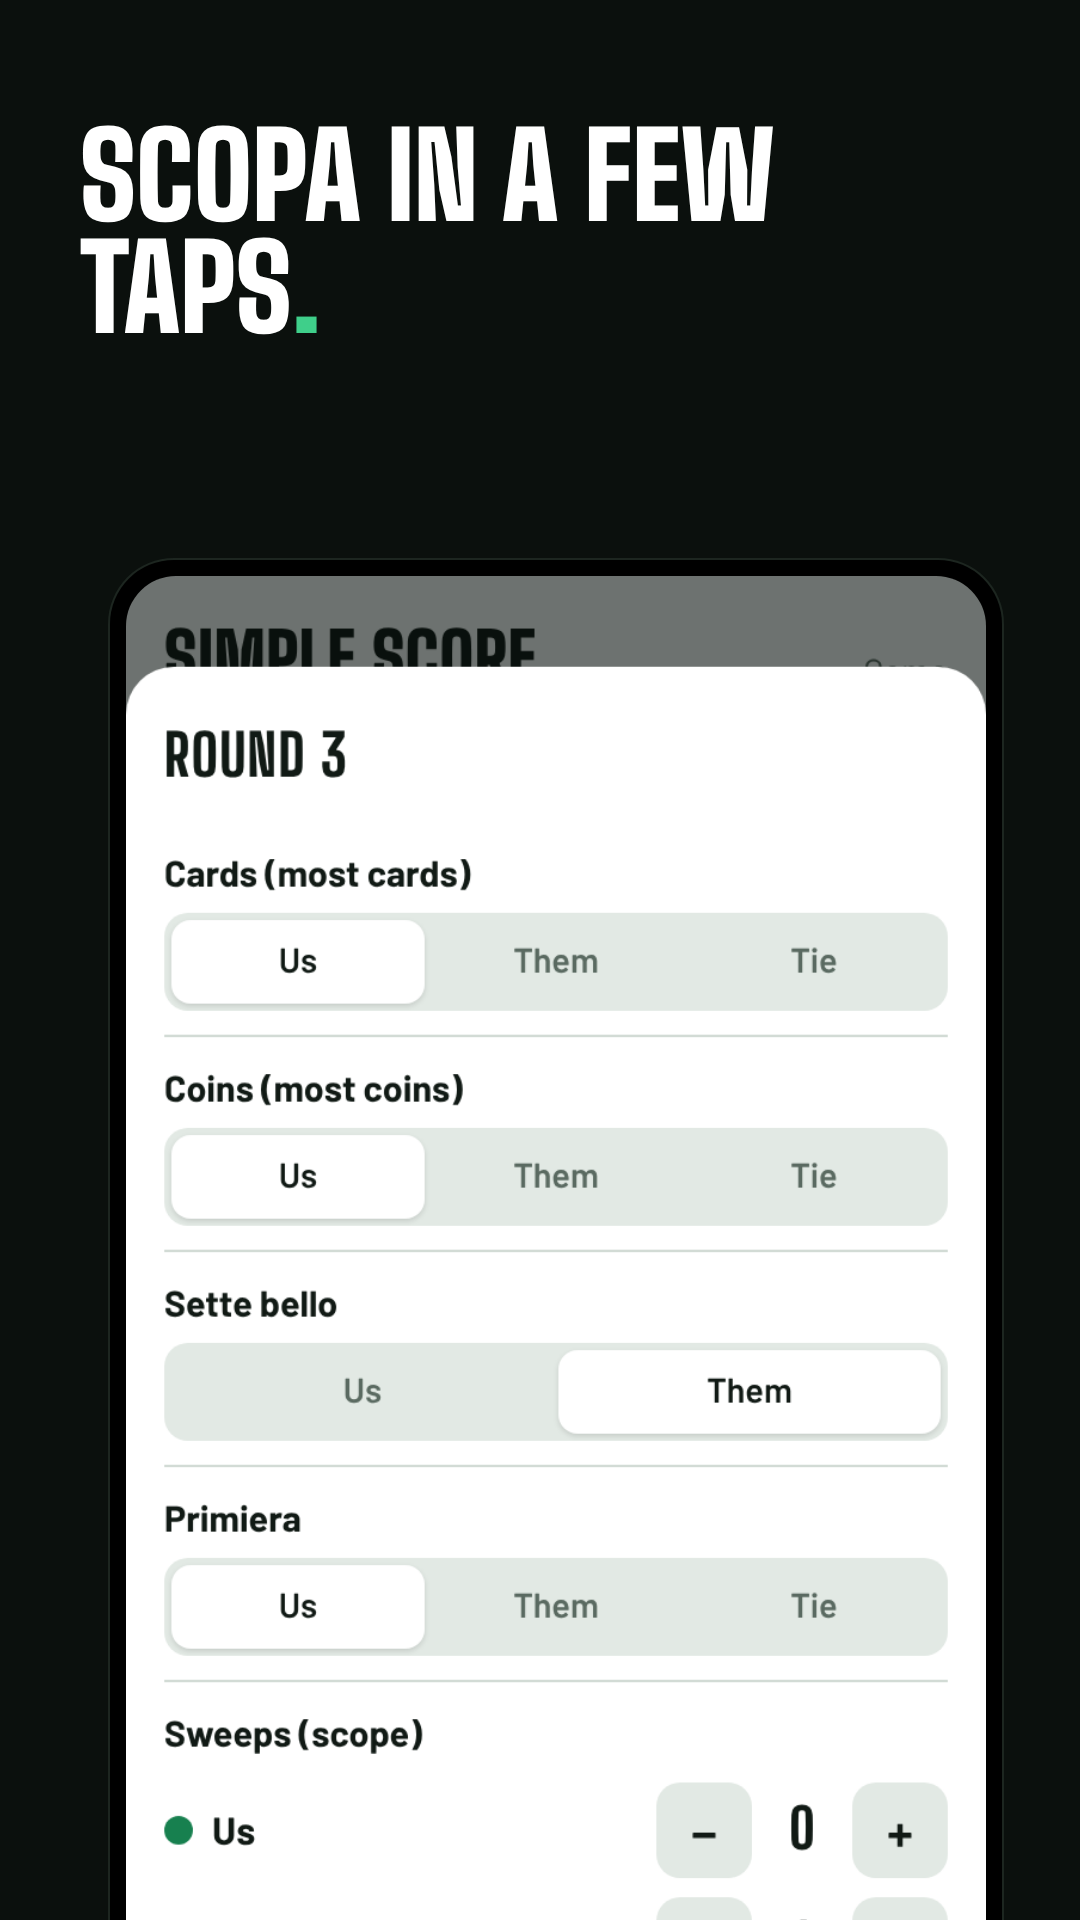 SCOPA IN A FEW
TAPS.
SIMPLE SCORE
ROUND 3
Cards (most cards)
Us Them Tie
Coins (most coins)
Us Them Tie
Sette bello
Us Them
Primiera
Us Them Tie
Sweeps (scope)
Us − 0 +